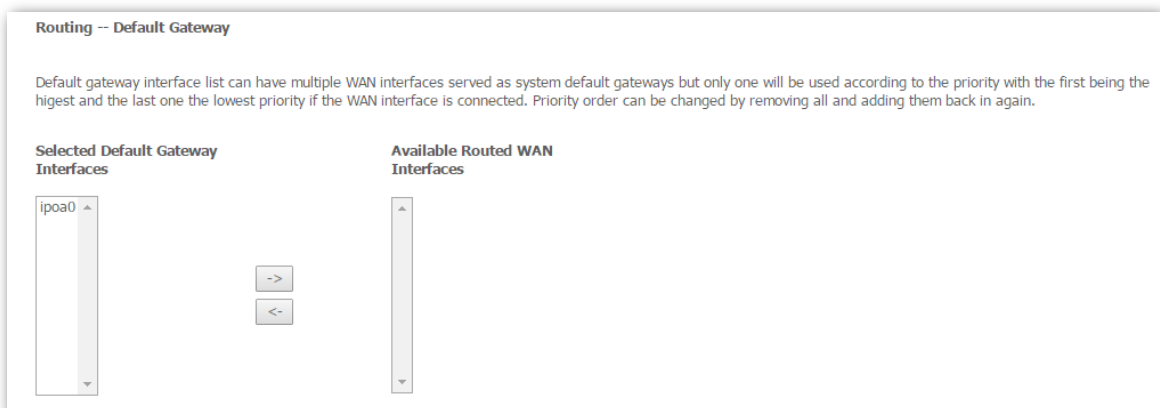 Routing -- Default Gateway
Default gateway interface list can have multiple WAN interfaces served as system default gateways but only one will be used according to the priority with the first being the
higest and the last one the lowest priority if the WAN interface is connected. Priority order can be changed by removing all and adding them back in again.
Selected Default Gateway
Interfaces
Available Routed WAN
Interfaces
ipoa0
->
<-